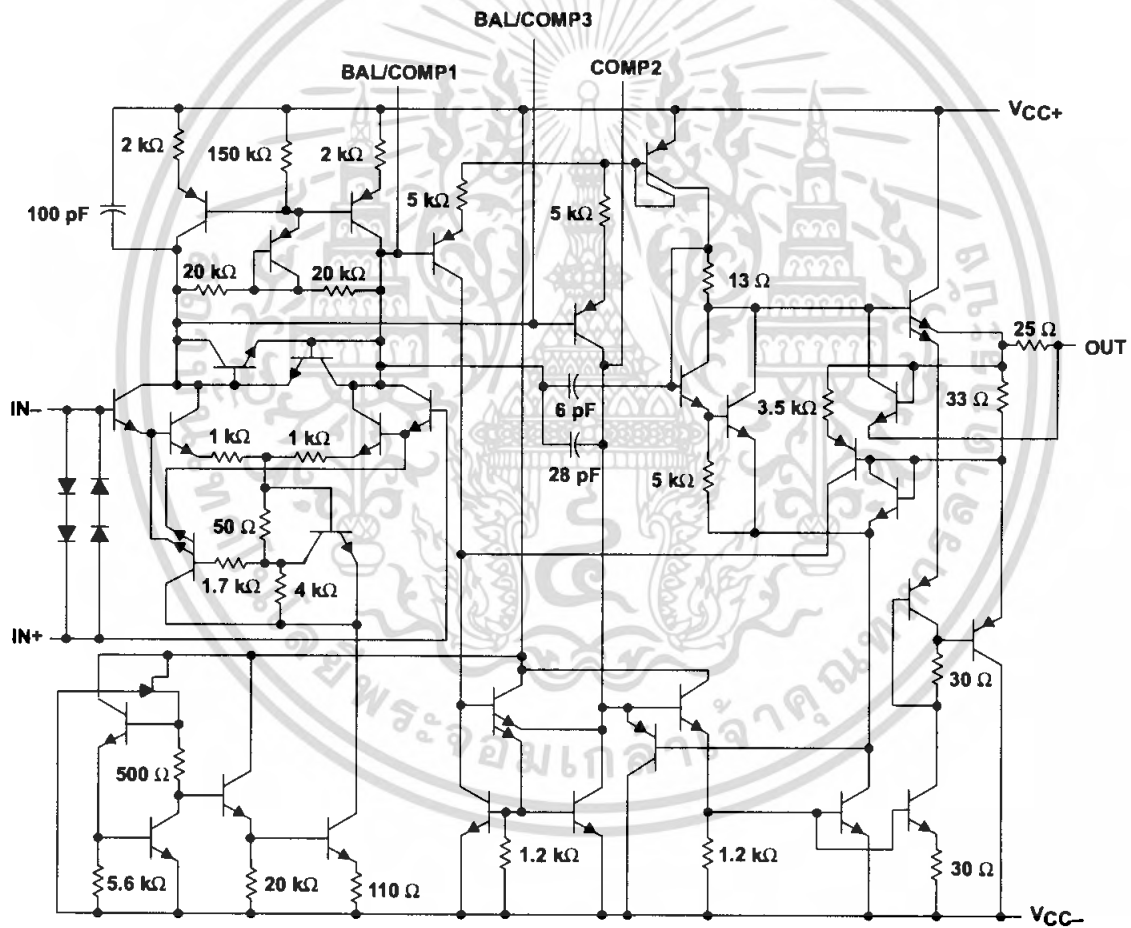 BAL/COMP3
BAL/COMP1
COMP2
VCC+
2 kΩ
150 kΩ
2 kΩ
5 kΩ
5 kΩ
100 pF
20 kΩ
20 kΩ
13 Ω
25 Ω
OUT
IN−
6 pF
3.5 kΩ
33 Ω
1 kΩ
1 kΩ
28 pF
5 kΩ
50 Ω
1.7 kΩ
4 kΩ
IN+
30 Ω
500 Ω
5.6 kΩ
20 kΩ
110 Ω
1.2 kΩ
1.2 kΩ
30 Ω
VCC−